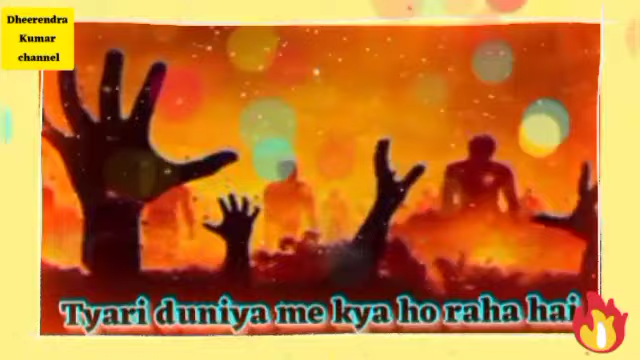 Dheerendra
Kumar
channel
Tyari duniya me kya ho raha hai